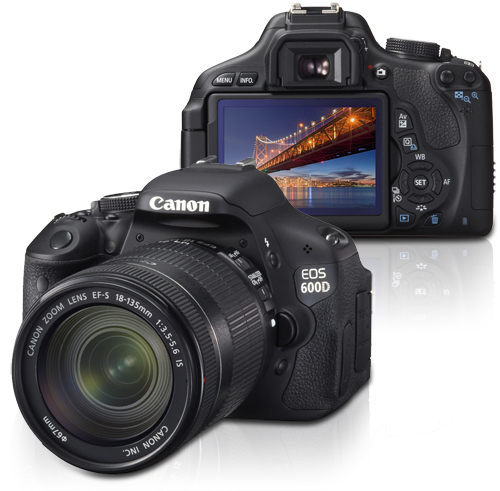 MENU
INFO.
Av
WB
SET
AF
Canon
EOS
600D
CANON ZOOM LENS EF-S 18-135mm 1:3.5-5.6 IS
Φ67mm
CANON INC.